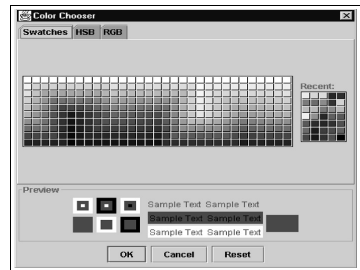 Color Chooser
Swatches HSB RGB
Recent:
Preview
Sample Text Sample Text
Sample Text Sample Text
Sample Text Sample Text
OK Cancel Reset